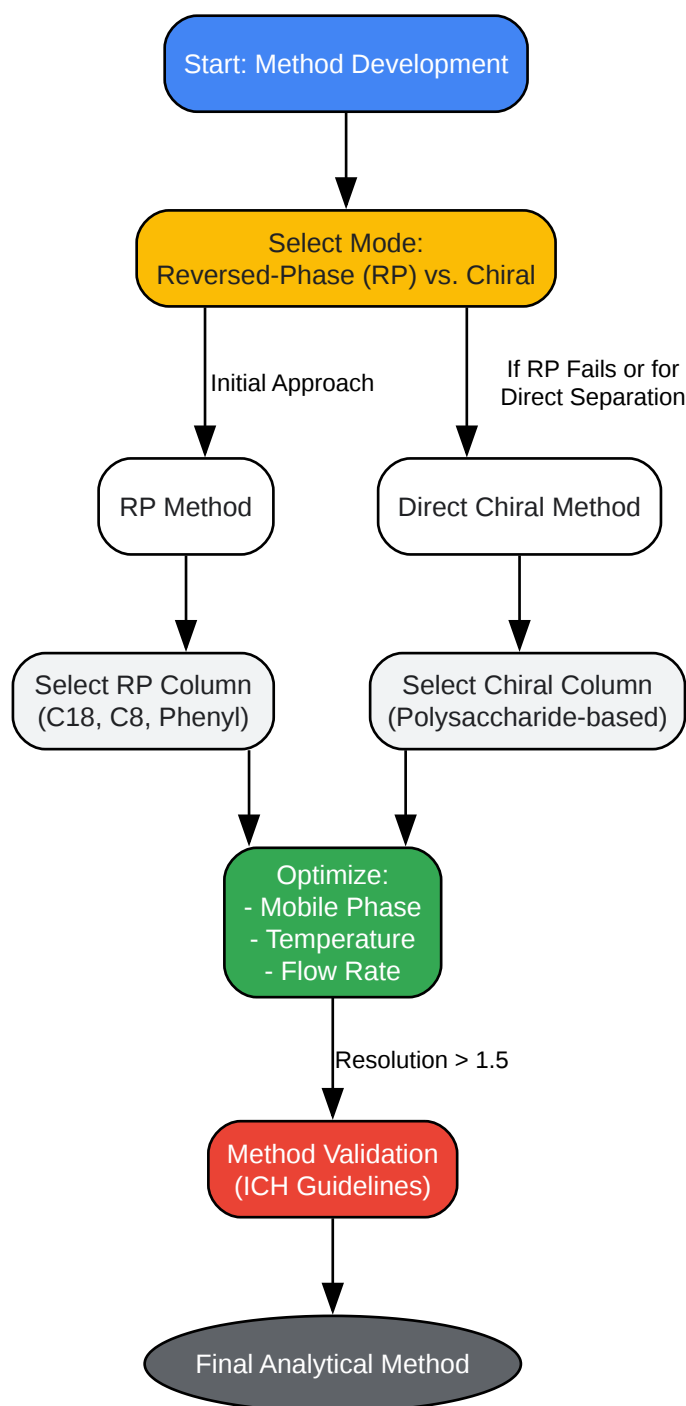 Start: Method Development
Select Mode:
Reversed-Phase (RP) vs. Chiral
Initial Approach
If RP Fails or for
Direct Separation
RP Method
Direct Chiral Method
Select RP Column
(C18, C8, Phenyl)
Select Chiral Column
(Polysaccharide-based)
Optimize:
- Mobile Phase
- Temperature
- Flow Rate
Resolution > 1.5
Method Validation
(ICH Guidelines)
Final Analytical Method